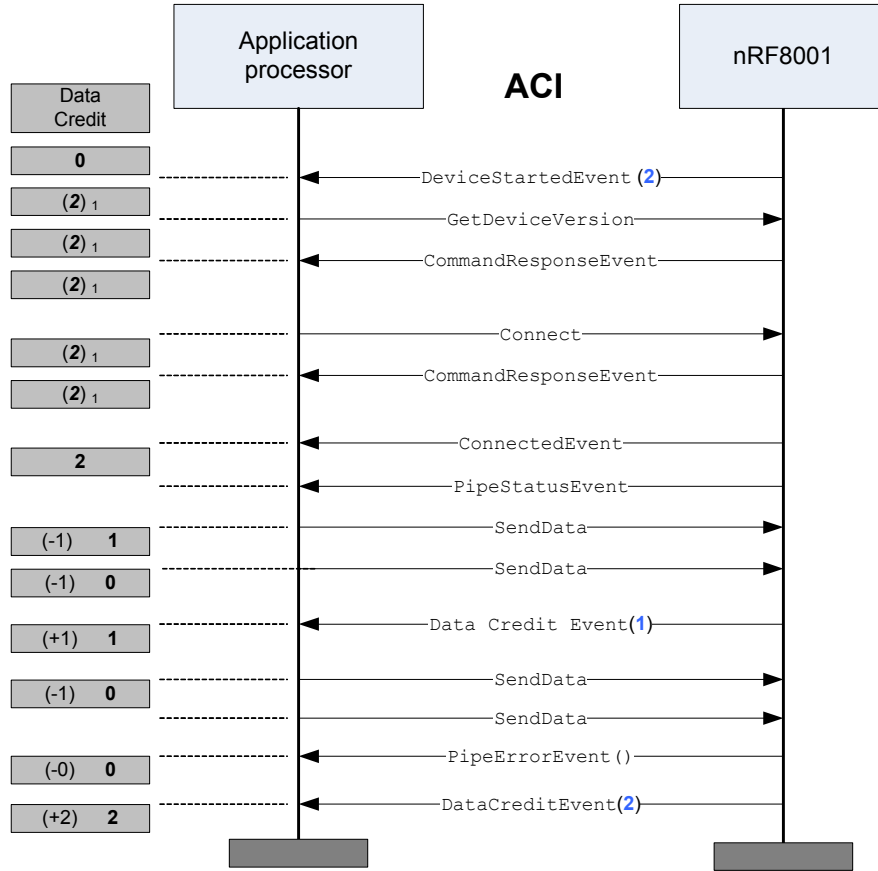 Application
processor
ACI
nRF8001
Data
Credit
0
DeviceStartedEvent (2)
(2) 1
GetDeviceVersion
(2) 1
CommandResponseEvent
(2) 1
Connect
(2) 1
CommandResponseEvent
(2) 1
ConnectedEvent
2
PipeStatusEvent
SendData
(-1) 1
SendData
(-1) 0
Data Credit Event(1)
(+1) 1
SendData
(-1) 0
SendData
PipeErrorEvent()
(-0) 0
DataCreditEvent(2)
(+2) 2